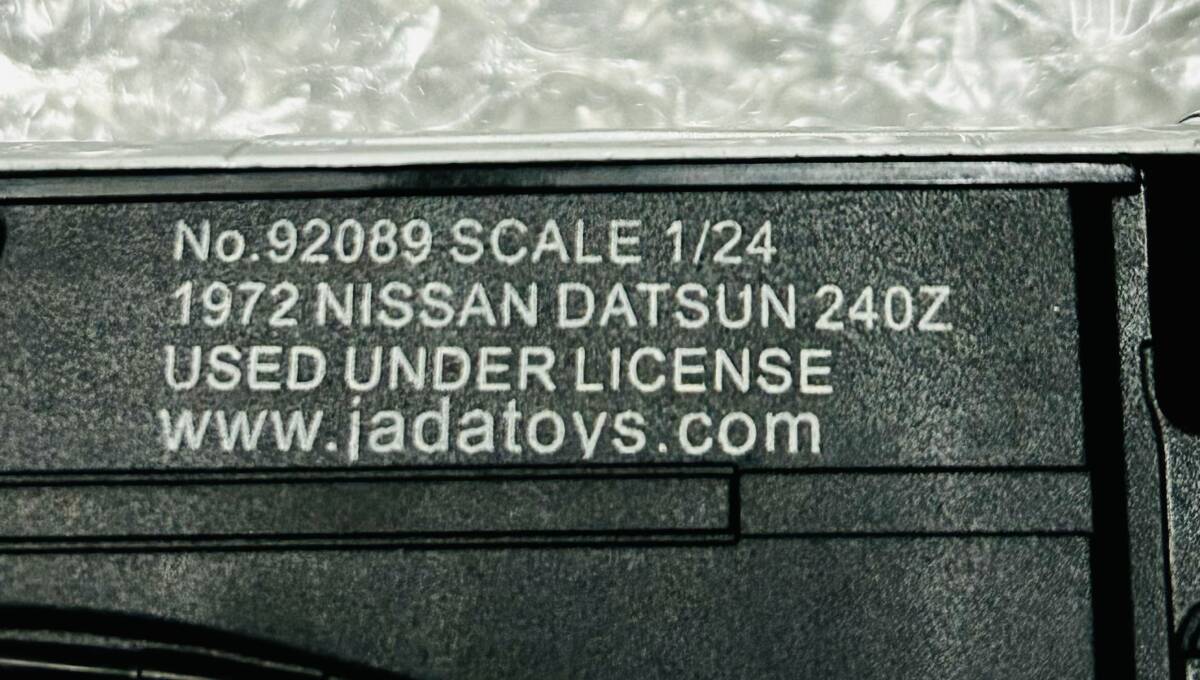 No.92089 SCALE 1/24
1972 NISSAN DATSUN 240Z
USED UNDER LICENSE
www.jadatoys.com